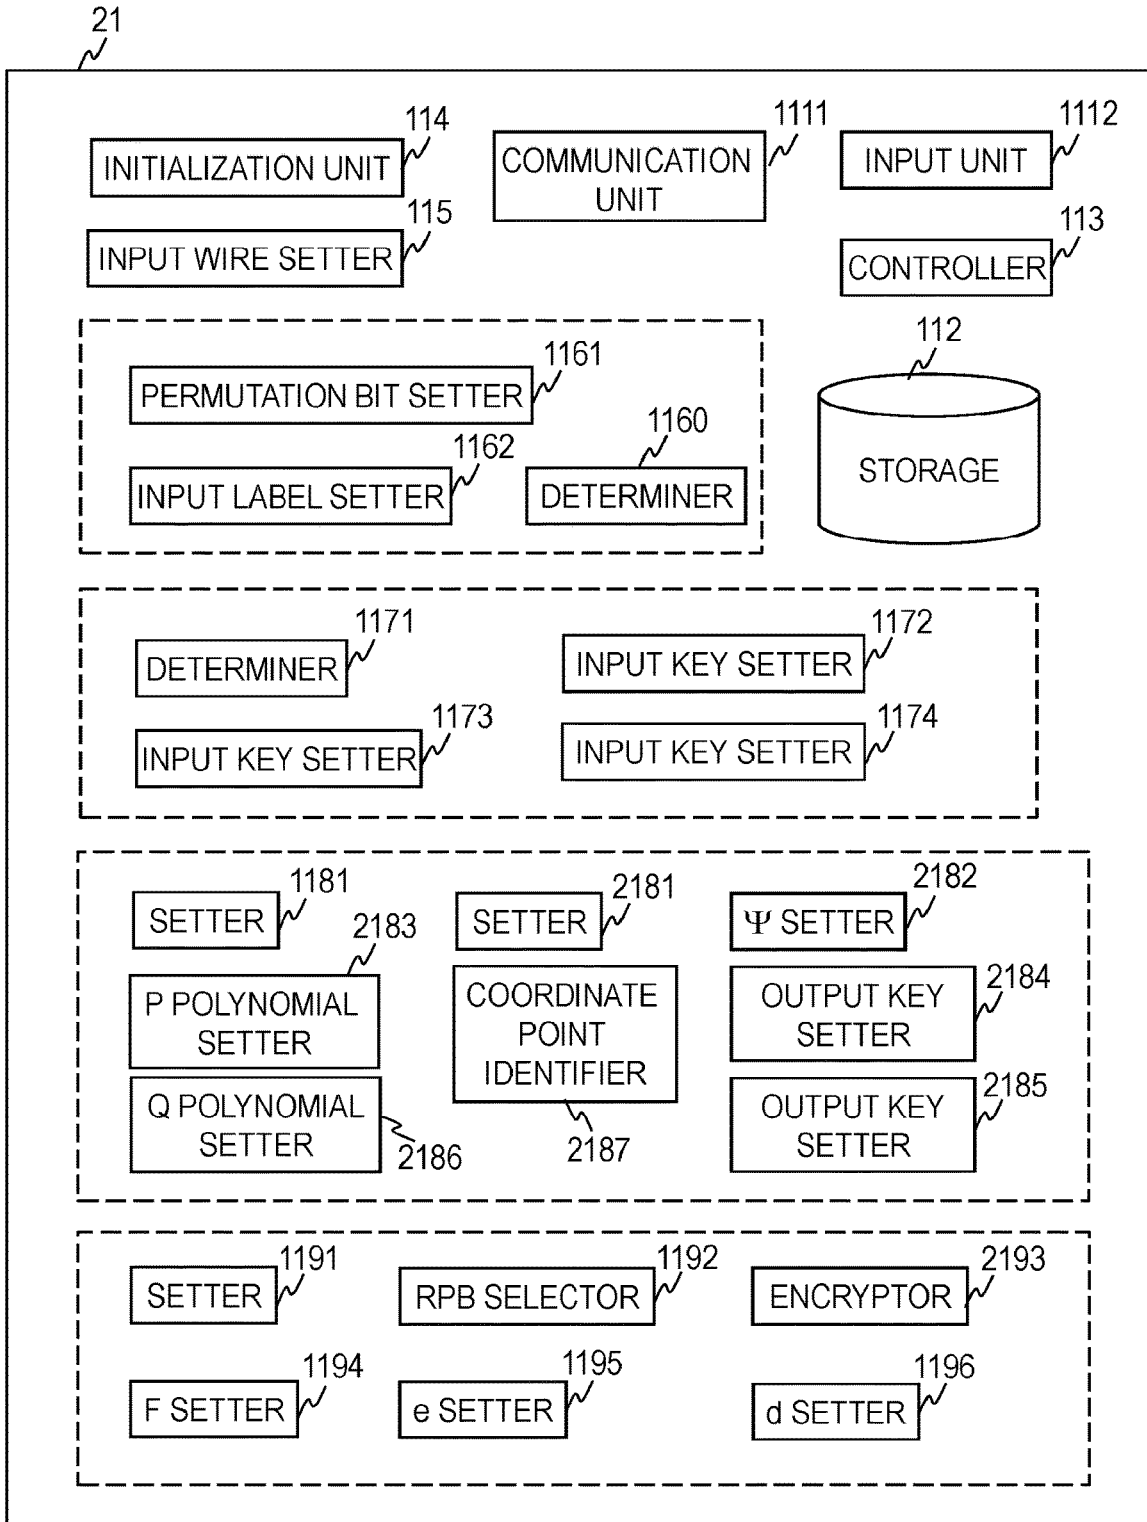 21
114
1111
1112
INITIALIZATION UNIT
COMMUNICATION
UNIT
INPUT UNIT
115
113
INPUT WIRE SETTER
CONTROLLER
1161
112
PERMUTATION BIT SETTER
1162
1160
INPUT LABEL SETTER
DETERMINER
STORAGE
1171
1172
DETERMINER
INPUT KEY SETTER
1173
1174
INPUT KEY SETTER
INPUT KEY SETTER
1181
2181
2182
SETTER
SETTER
Ψ SETTER
2183
2184
P POLYNOMIAL
SETTER
COORDINATE
POINT
IDENTIFIER
OUTPUT KEY
SETTER
2185
Q POLYNOMIAL
SETTER
2186
2187
OUTPUT KEY
SETTER
1191
1192
2193
SETTER
RPB SELECTOR
ENCRYPTOR
1194
1195
1196
F SETTER
e SETTER
d SETTER